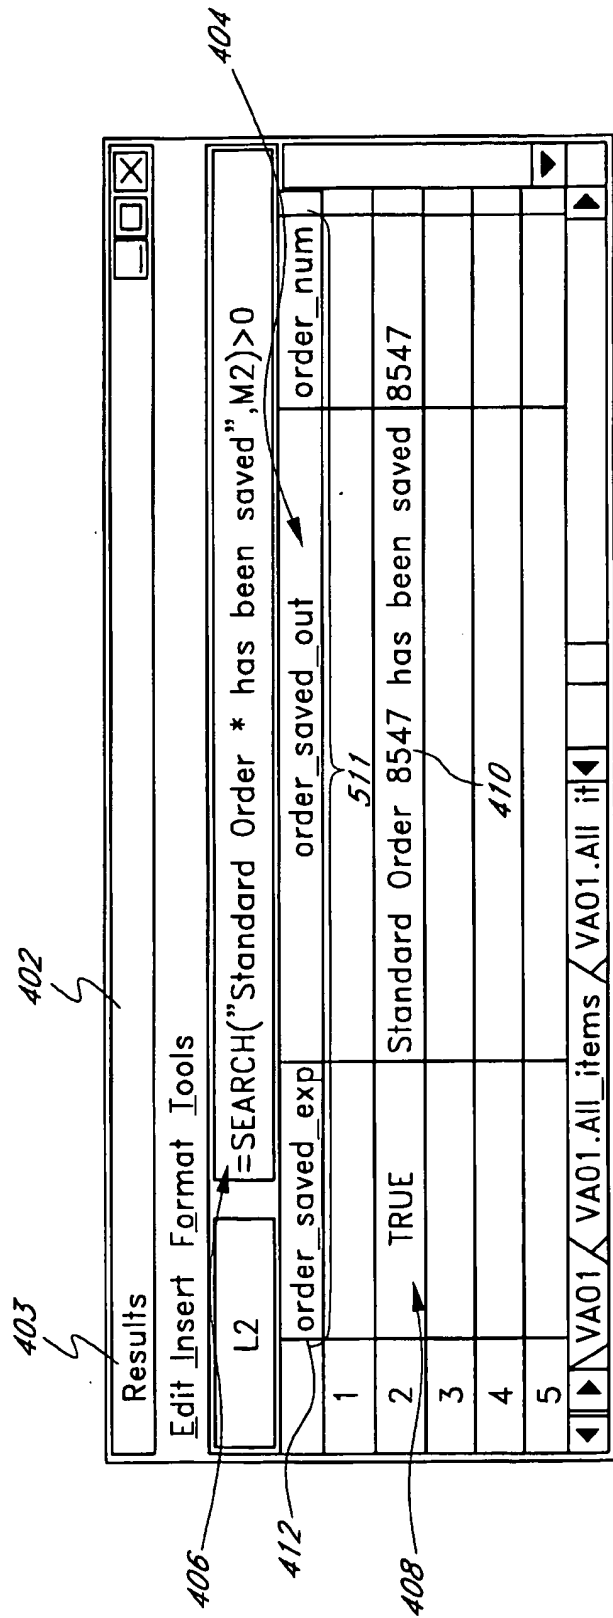 402
403
Results
Edit Insert Format Tools
406
L2
=SEARCH("Standard Order * has been saved",M2)>0
404
412
order_saved_exp
order_saved_out
order_num
511
1
408
2
TRUE
Standard Order 8547 has been saved
8547
410
3
4
5
VA01
VA01.All_items
VA01.All it